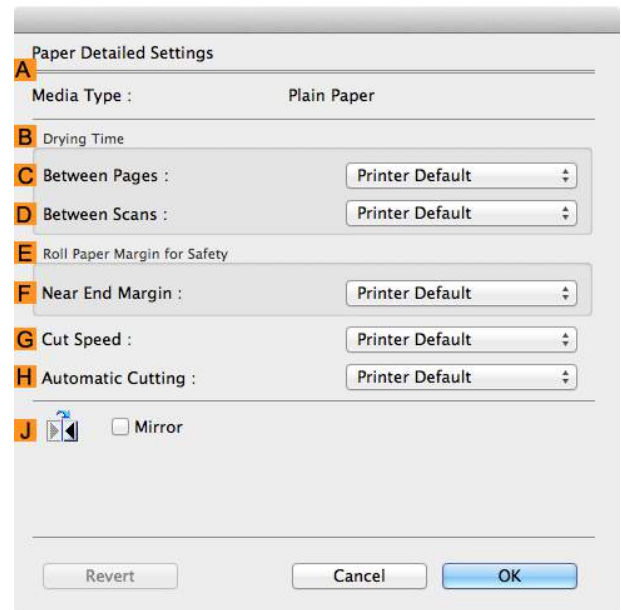 Paper Detailed Settings
A
Media Type : Plain Paper
B Drying Time
C Between Pages : Printer Default
D Between Scans : Printer Default
E Roll Paper Margin for Safety
F Near End Margin : Printer Default
G Cut Speed : Printer Default
H Automatic Cutting : Printer Default
J Mirror
Revert Cancel OK